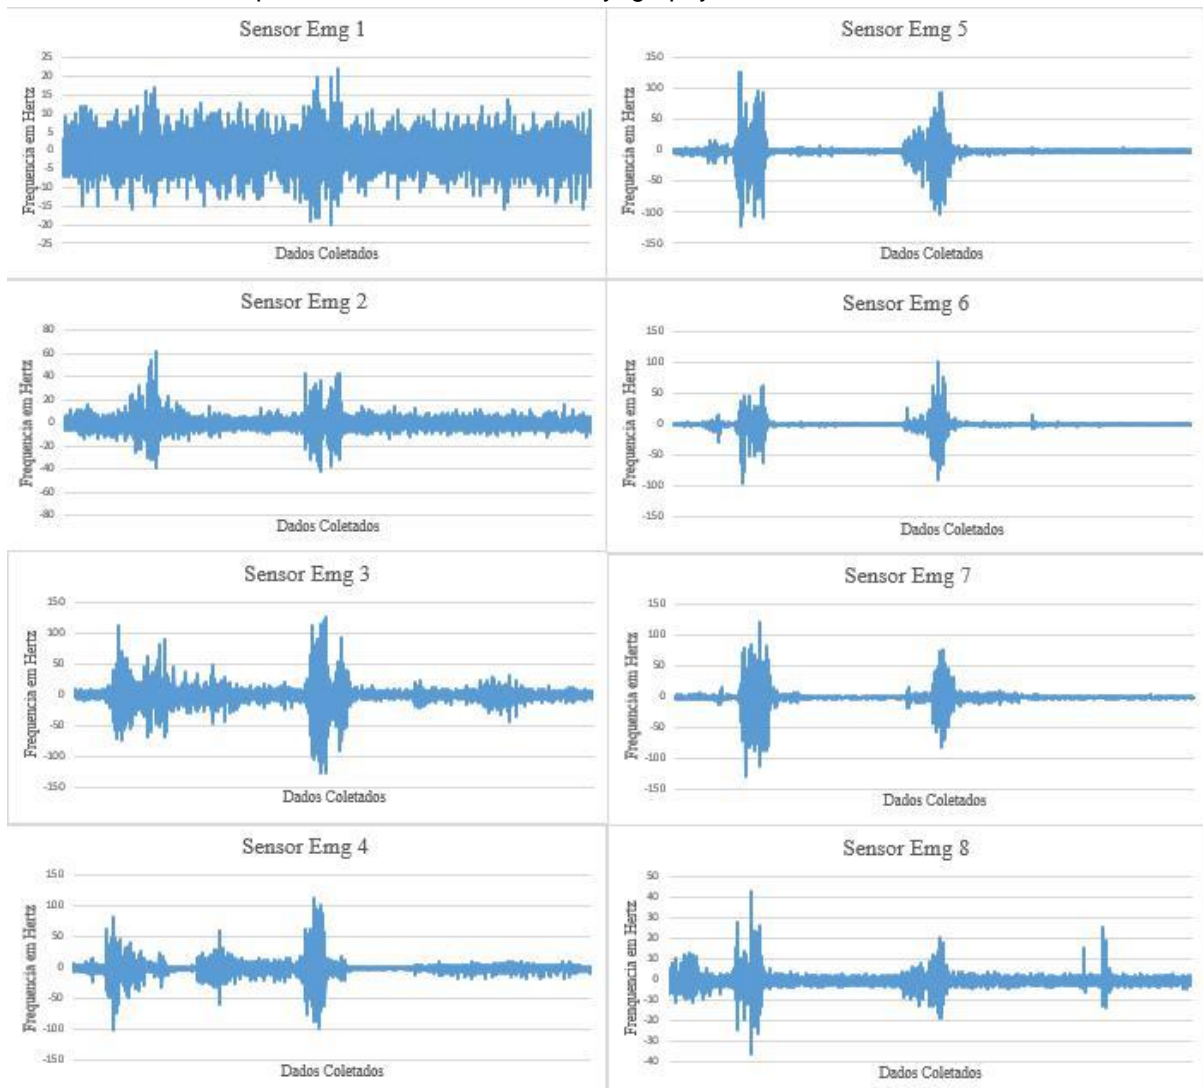 Sensor Emg 1
Frequencia em Hertz
25
20
15
10
5
0
-5
-10
-15
-20
-25
Dados Coletados
Sensor Emg 5
Frequencia em Hertz
150
100
50
0
-50
-100
-150
Dados Coletados
Sensor Emg 2
Frequencia em Hertz
80
60
40
20
0
-20
-40
-60
-80
Dados Coletados
Sensor Emg 6
Frequencia em Hertz
150
100
50
0
-50
-100
-150
Dados Coletados
Sensor Emg 3
Frequencia em Hertz
150
100
50
0
-50
-100
-150
Dados Coletados
Sensor Emg 7
Frequencia em Hertz
150
100
50
0
-50
-100
-150
Dados Coletados
Sensor Emg 4
Frequencia em Hertz
150
100
50
0
-50
-100
-150
Dados Coletados
Sensor Emg 8
Frenquencia em Hertz
50
40
30
20
10
0
-10
-20
-30
-40
Dados Coletados